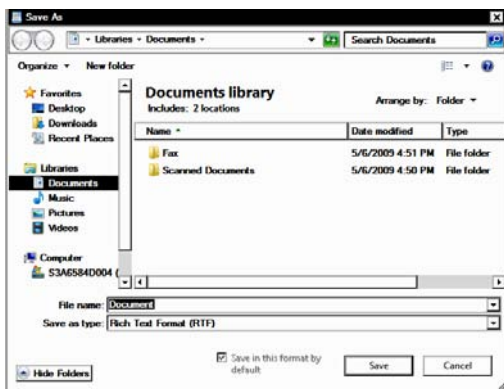 Save As
Libraries Documents
Search Documents
Organize New folder
Favorites
Desktop
Downloads
Recent Places
Libraries
Documents
Music
Pictures
Videos
Computer
S3A6584D004 (
Documents library
Includes: 2 locations
Arrange by: Folder
Name Date modified Type
Fax 5/6/2009 4:51 PM File folder
Scanned Documents 5/6/2009 4:50 PM File folder
File name: Document
Save as type: Rich Text Format (RTF)
Hide Folders
Save in this format by
default
Save Cancel